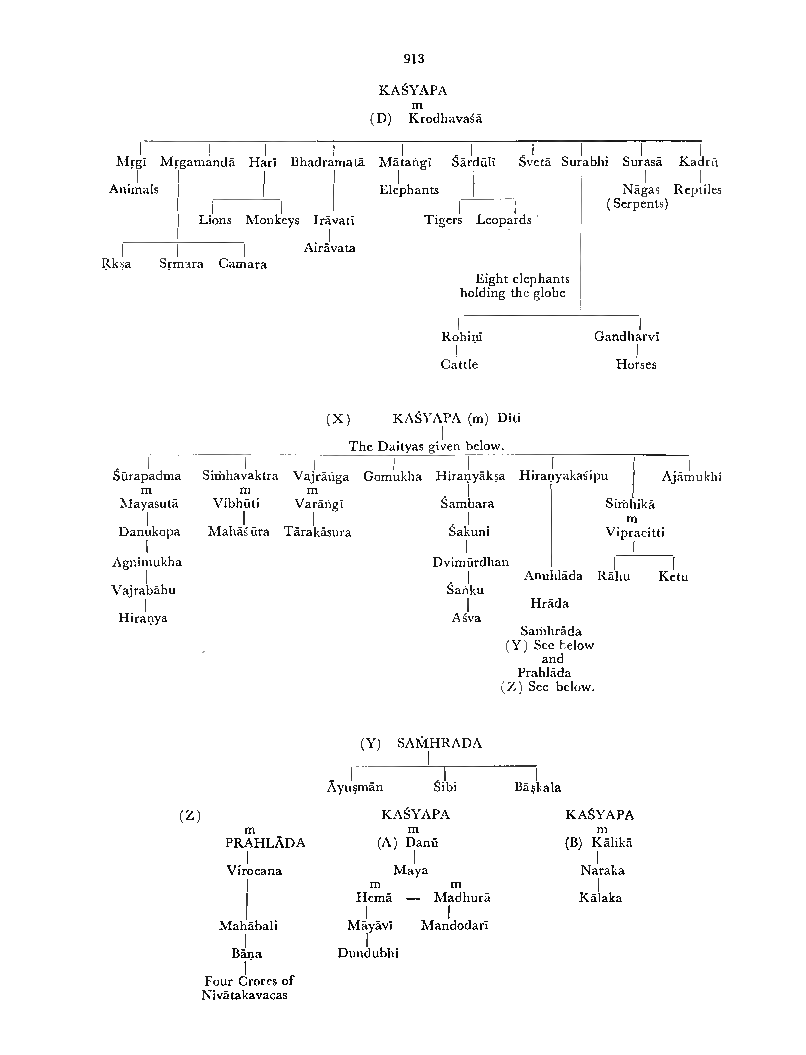 913
KAŚYAPA
m
(D) Krodhavaśā
Mṛgī Mṛgamandā Harī Bhadramatā Mātaṅgī Śārdūlī Śvetā Surabhi Surasā Kadrū
Animals Elephants Nāgas Reptiles
(Serpents)
Lions Monkeys Irāvatī Tigers Leopards
Airāvata
Ṛkṣa Sṛmara Camara
Eight elephants
holding the globe
Rohiṇī Gandharvī
Cattle Horses
(X) KAŚYAPA (m) Diti
The Daityas given below.
Śūrapadma Siṁhavaktra Vajrāṅga Gomukha Hiraṇyākṣa Hiraṇyakaśipu Ajāmukhi
m m m
Mayasutā Vibhūti Varāṅgī Śambara Siṁhikā
m
Danukopa Mahāśūra Tārakāsura Śakuni Vipracitti
Agnimukha Dvimūrdhan
Anuhlāda Rāhu Ketu
Vajrabāhu Śaṅku
Hrāda
Hiraṇya Aśva
Saṁhrāda
(Y) See below
and
Prahlāda
(Z) See below.
(Y) SAṀHRADA
Āyuṣmān Śibi Bāṣkala
(Z) KAŚYAPA KAŚYAPA
m m m
PRAHLĀDA (A) Danū (B) Kālikā
Virocana Maya Naraka
m m
Hemā — Madhurā Kālaka
Mahābali Māyāvī Mandodarī
Bāṇa Dundubhi
Four Crores of
Nivātakavacas